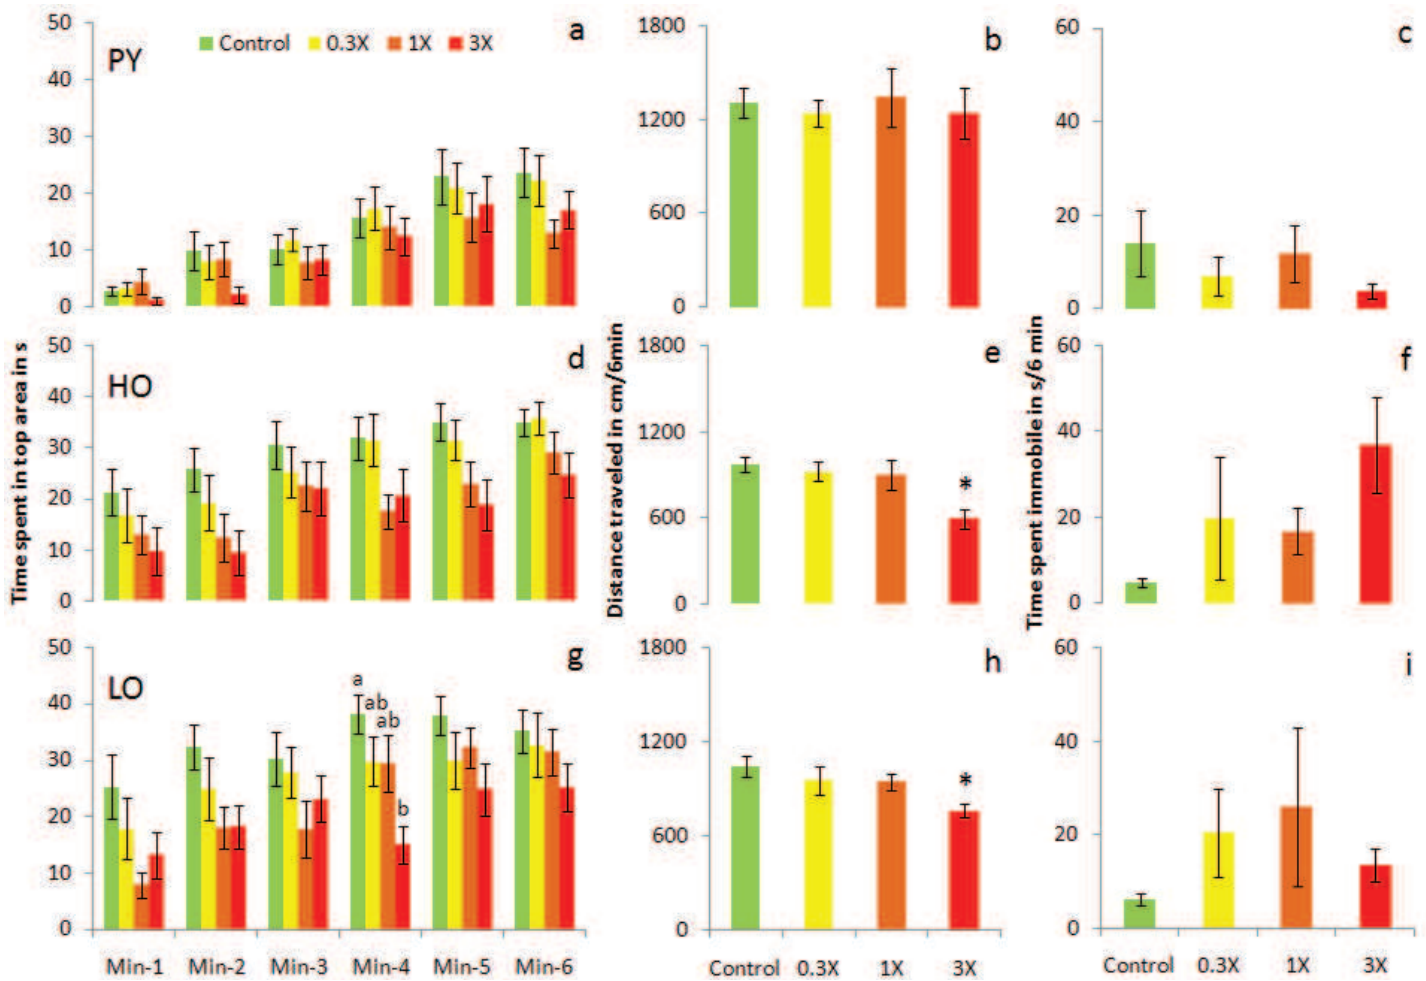 50 a 1800 b 60 c
PY Control 0.3X 1X 3X
40
30 1200 40
20
10 600 20
0 0 0
Time spent in top area in s
Distance traveled in cm/6min
Time spent immobile in s/6 min
50 d 1800 e 60 f
HO
40
30 1200 40
20 * 
10 600 20
0 0 0
50 g 1800 h 60 i
LO a
40 ab
ab
30 1200 40
*
20 b
10 600 20
0 0 0
Min-1 Min-2 Min-3 Min-4 Min-5 Min-6 Control 0.3X 1X 3X Control 0.3X 1X 3X